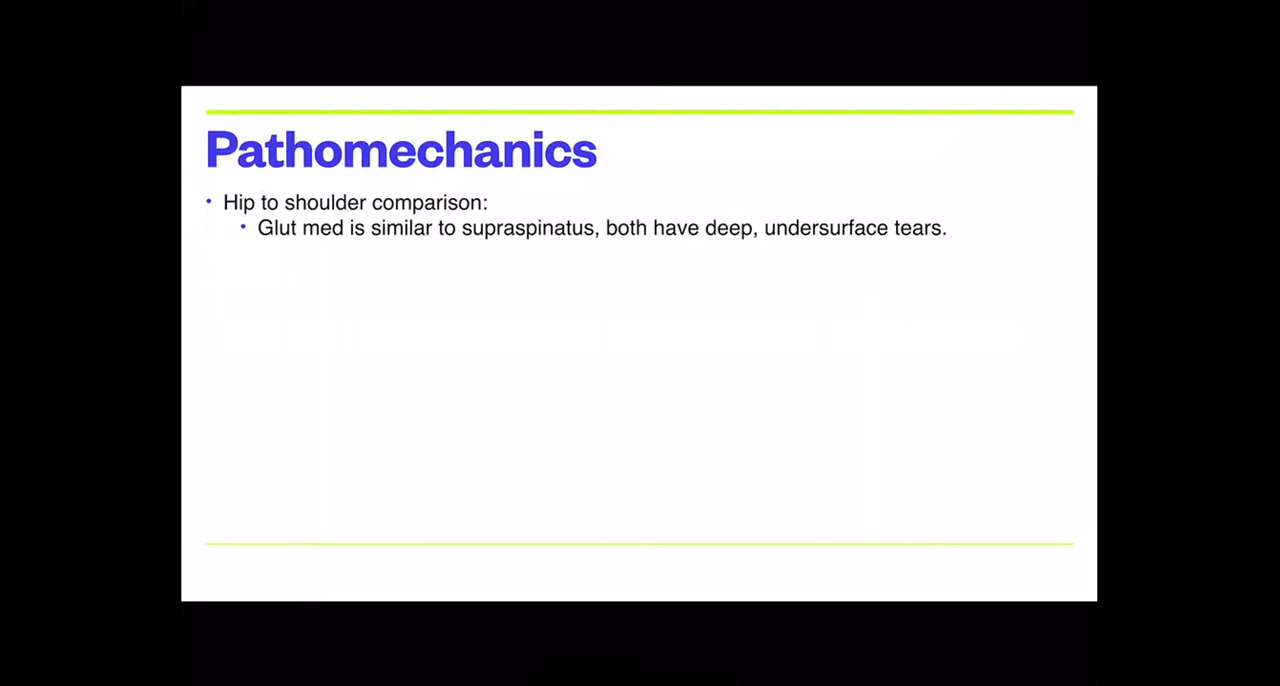 Pathomechanics
• Hip to shoulder comparison:
• Glut med is similar to supraspinatus, both have deep, undersurface tears.